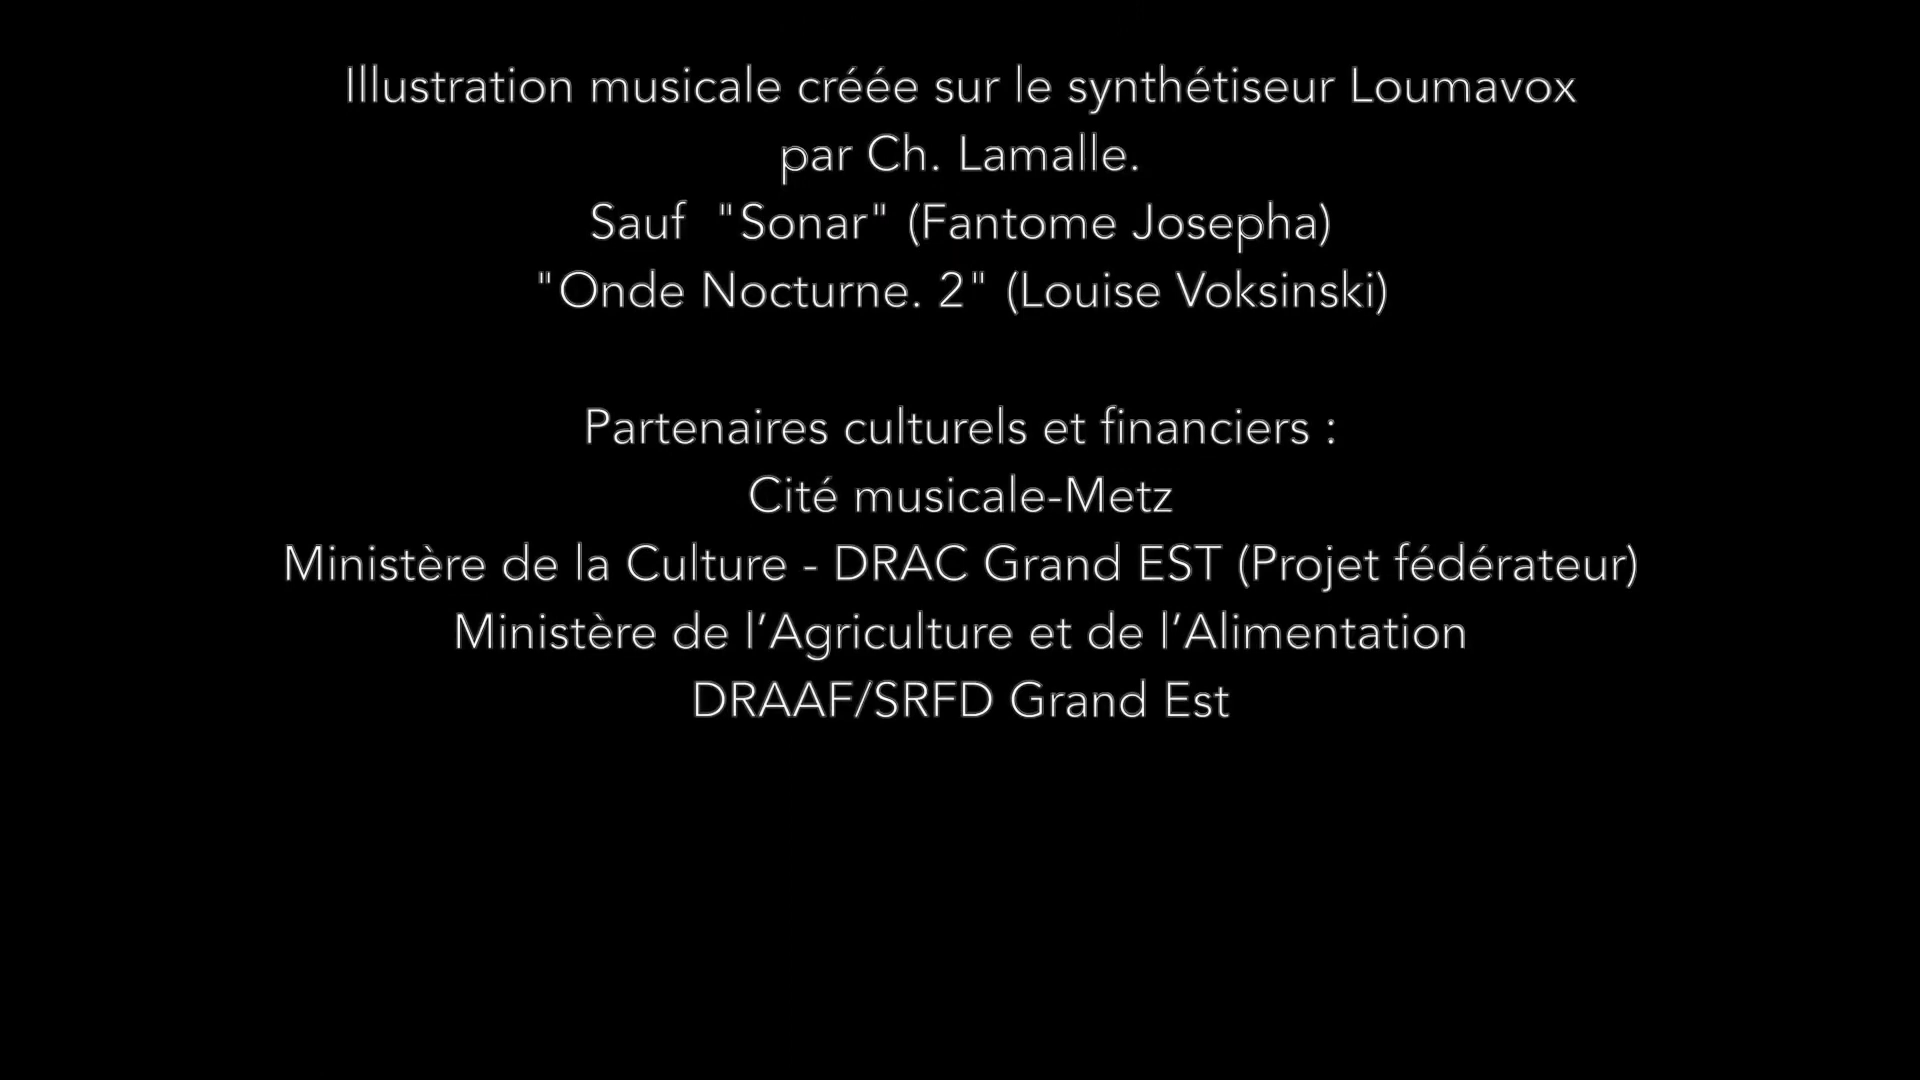 Illustration musicale créée sur le synthétiseur Loumavox
par Ch. Lamalle.
Sauf  "Sonar" (Fantome Josepha)
"Onde Nocturne. 2" (Louise Voksinski)
Partenaires culturels et financiers :
Cité musicale-Metz
Ministère de la Culture - DRAC Grand EST (Projet fédérateur)
Ministère de l’Agriculture et de l’Alimentation
DRAAF/SRFD Grand Est